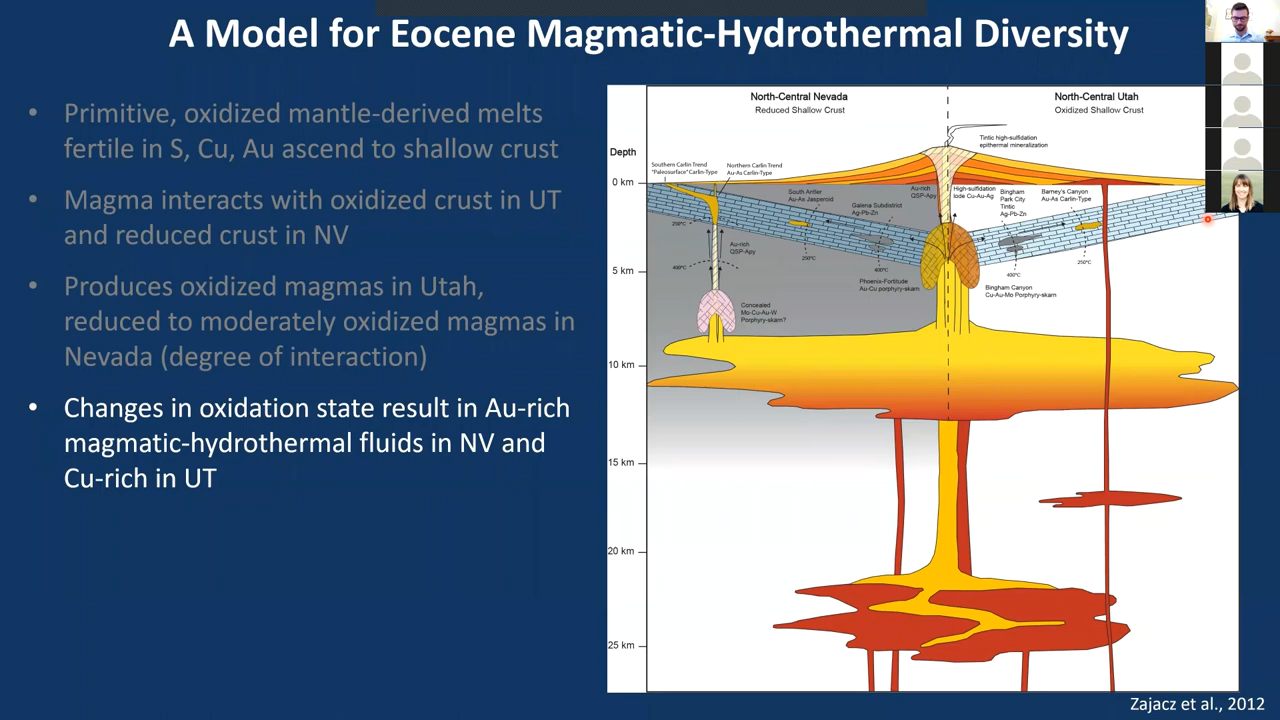 A Model for Eocene Magmatic-Hydrothermal Diversity
• Primitive, oxidized mantle-derived melts
fertile in S, Cu, Au ascend to shallow crust
• Magma interacts with oxidized crust in UT
and reduced crust in NV
• Produces oxidized magmas in Utah,
reduced to moderately oxidized magmas in
Nevada (degree of interaction)
• Changes in oxidation state result in Au-rich
magmatic-hydrothermal fluids in NV and
Cu-rich in UT
North-Central Nevada
Reduced Shallow Crust
North-Central Utah
Oxidized Shallow Crust
Tintic high-sulfidation
epithermal mineralization
Depth
0 km
5 km
10 km
15 km
20 km
25 km
Southern Carlin Trend
"Paleosurface" Carlin-Type
Northern Carlin Trend
Au-As Carlin-Type
250°C
400°C
Au-rich
QSP-Apy
Concealed
Mo-Cu-Au-W
Porphyry-skarn?
South Antler
Au-As Jasperoid
250°C
Galena Subdistrict
Ag-Pb-Zn
400°C
Au-rich
QSP-Apy
High-sulfidation
lode Cu-Au-Ag
Phoenix-Fortitude
Au-Cu porphyry-skarn
Bingham
Park City
Tintic
Ag-Pb-Zn
400°C
Barney's Canyon
Au-As Carlin-Type
250°C
Bingham Canyon
Cu-Au-Mo Porphyry-skarn
Zajacz et al., 2012